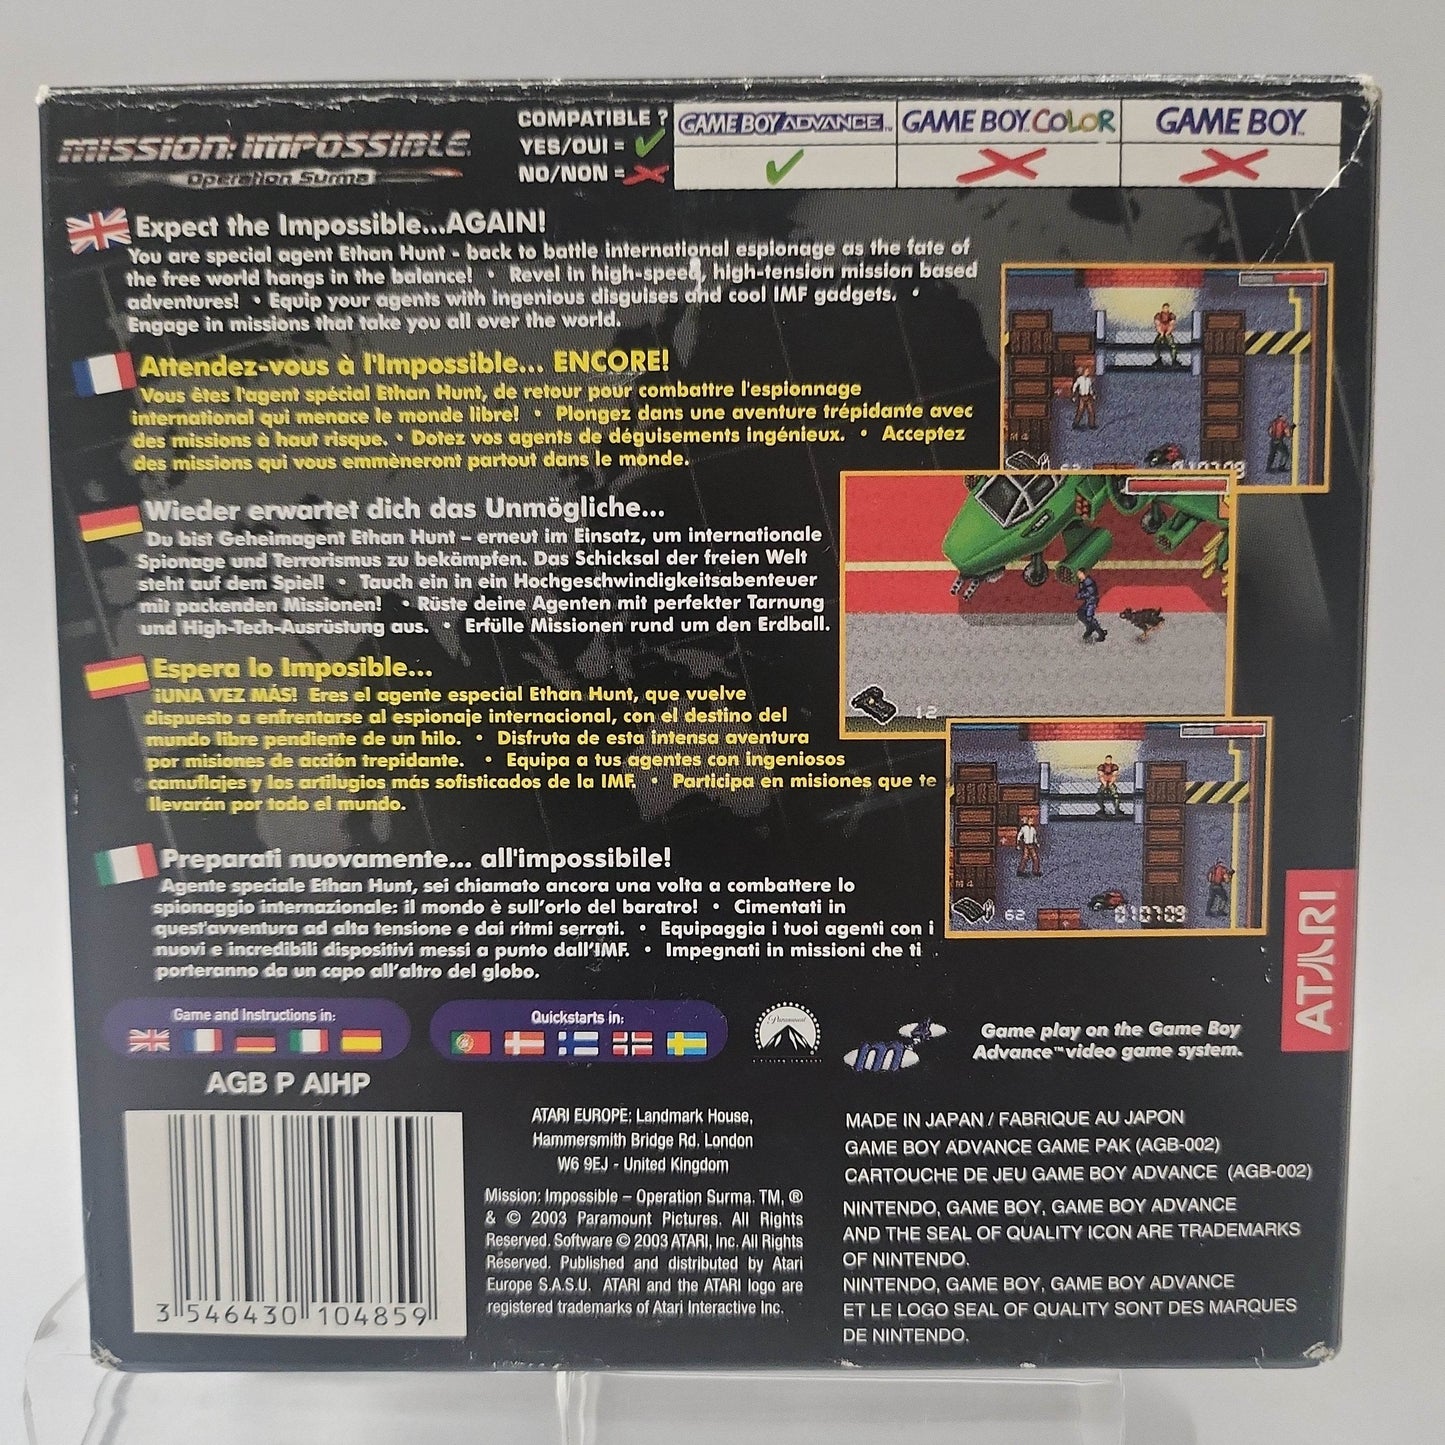 MISSION: IMPOSSIBLE
Operation Surma
COMPATIBLE ?
YES/OUI =
NO/NON =
GAME BOY ADVANCE
GAME BOY COLOR
GAME BOY
Expect the Impossible...AGAIN!
You are special agent Ethan Hunt - back to battle international espionage as the fate of
the free world hangs in the balance! • Revel in high-speed, high-tension mission based
adventures! • Equip your agents with ingenious disguises and cool IMF gadgets. •
Engage in missions that take you all over the world.
Attendez-vous à l'Impossible... ENCORE!
Vous êtes l'agent spécial Ethan Hunt, de retour pour combattre l'espionnage
international qui menace le monde libre! • Plongez dans une aventure trépidante avec
des missions à haut risque. • Dotez vos agents de déguisements ingénieux. • Acceptez
des missions qui vous emmèneront partout dans le monde.
Wieder erwartet dich das Unmögliche...
Du bist Geheimagent Ethan Hunt – erneut im Einsatz, um internationale
Spionage und Terrorismus zu bekämpfen. Das Schicksal der freien Welt
steht auf dem Spiel! • Tauch ein in ein Hochgeschwindigkeitsabenteuer
mit packenden Missionen! • Rüste deine Agenten mit perfekter Tarnung
und High-Tech-Ausrüstung aus. • Erfülle Missionen rund um den Erdball.
Espera lo Imposible...
¡UNA VEZ MÁS! Eres el agente especial Ethan Hunt, que vuelve
dispuesto a enfrentarse al espionaje internacional, con el destino del
mundo libre pendiente de un hilo. • Disfruta de esta intensa aventura
por misiones de acción trepidante. • Equipa a tus agentes con ingeniosos
camuflajes y los artilugios más sofisticados de la IMF. • Participa en misiones que te
llevarán por todo el mundo.
Preparati nuovamente... all'impossibile!
Agente speciale Ethan Hunt, sei chiamato ancora una volta a combattere lo
spionaggio internazionale: il mondo è sull'orlo del baratro! • Cimentati in
quest'avventura ad alta tensione e dai ritmi serrati. • Equipaggia i tuoi agenti con i
nuovi e incredibili dispositivi messi a punto dall'IMF. • Impegnati in missioni che ti
porteranno da un capo all'altro del globo.
M4
12
M4
62
010709
ATARI
Game and Instructions in:
Quickstarts in:
Paramount
m
Game play on the Game Boy
Advance™ video game system.
AGB P AIHP
3 546430 104859
ATARI EUROPE: Landmark House,
Hammersmith Bridge Rd. London
W6 9EJ - United Kingdom
Mission: Impossible – Operation Surma. TM, ®
& © 2003 Paramount Pictures. All Rights
Reserved. Software © 2003 ATARI, Inc. All Rights
Reserved. Published and distributed by Atari
Europe S.A.S.U. ATARI and the ATARI logo are
registered trademarks of Atari Interactive Inc.
MADE IN JAPAN / FABRIQUE AU JAPON
GAME BOY ADVANCE GAME PAK (AGB-002)
CARTOUCHE DE JEU GAME BOY ADVANCE (AGB-002)
NINTENDO, GAME BOY, GAME BOY ADVANCE
AND THE SEAL OF QUALITY ICON ARE TRADEMARKS
OF NINTENDO.
NINTENDO, GAME BOY, GAME BOY ADVANCE
ET LE LOGO SEAL OF QUALITY SONT DES MARQUES
DE NINTENDO.